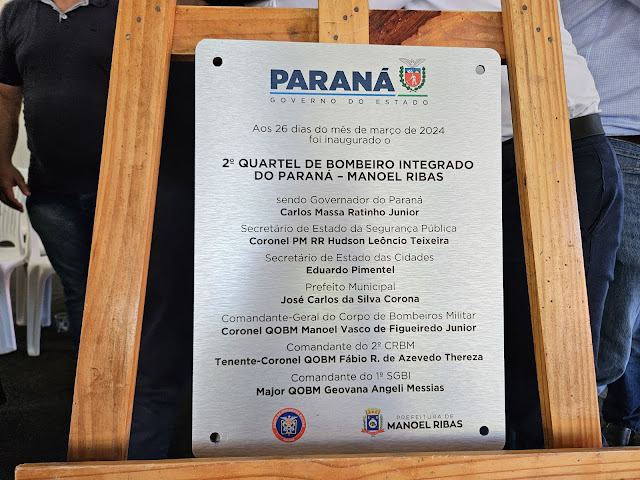 PARANÁ
GOVERNO DO ESTADO
Aos 26 dias do mês de março de 2024
foi inaugurado o
2º QUARTEL DE BOMBEIRO INTEGRADO
DO PARANÁ – MANOEL RIBAS
sendo Governador do Paraná
Carlos Massa Ratinho Junior
Secretário de Estado da Segurança Pública
Coronel PM RR Hudson Leôncio Teixeira
Secretário de Estado das Cidades
Eduardo Pimentel
Prefeito Municipal
José Carlos da Silva Corona
Comandante-Geral do Corpo de Bombeiros Militar
Coronel QOBM Manoel Vasco de Figueiredo Junior
Comandante do 2º CRBM
Tenente-Coronel QOBM Fábio R. de Azevedo Thereza
Comandante do 1º SGBI
Major QOBM Geovana Angeli Messias
PREFEITURA DE
MANOEL RIBAS